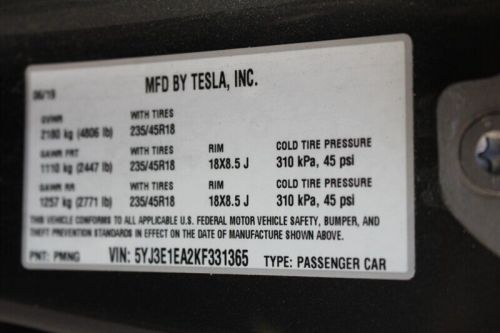 MFD BY TESLA, INC.
06/19
GVWR WITH TIRES
2180 kg (4806 lb) 235/45R18
GAWR FRT WITH TIRES RIM COLD TIRE PRESSURE
1110 kg (2447 lb) 235/45R18 18X8.5 J 310 kPa, 45 psi
GAWR RR WITH TIRES RIM COLD TIRE PRESSURE
1257 kg (2771 lb) 235/45R18 18X8.5 J 310 kPa, 45 psi
THIS VEHICLE CONFORMS TO ALL APPLICABLE U.S. FEDERAL MOTOR VEHICLE SAFETY, BUMPER, AND
THEFT PREVENTION STANDARDS IN EFFECT ON THE DATE OF MANUFACTURE SHOWN ABOVE.
PNT: PMNG VIN: 5YJ3E1EA2KF331365 TYPE: PASSENGER CAR